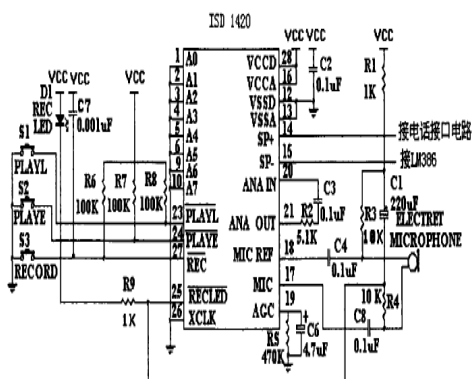 ISD 1420
VCC VCC
D1 REC LED
C7 0.001uF
S1
PLAYL
S2
PLAYE
S3
RECORD
R6 100K
R7 100K
R8 100K
R9
1K
1 A0
2 A1
3 A2
4 A3
5 A4
6 A5
9 A6
10 A7
23 PLAYL
24 PLAYE
27 REC
25 RECLED
26 XCLK
VCC VCC VCC
VCCD 28
VCCA 16
VSSD 12
VSSA 13
SP+ 14
SP- 15
ANA IN 20
ANA OUT 21
MIC REF 18
MIC 17
AGC 19
C2 0.1uF
R1
1K
接电话接口电路
接LM386
C1
220uF
ELECTRET
MICROPHONE
C3
0.1uF
R2
5.1K
R3
10K
C4
0.1uF
10K
R4
C8
0.1uF
R5
470K
C6
4.7uF